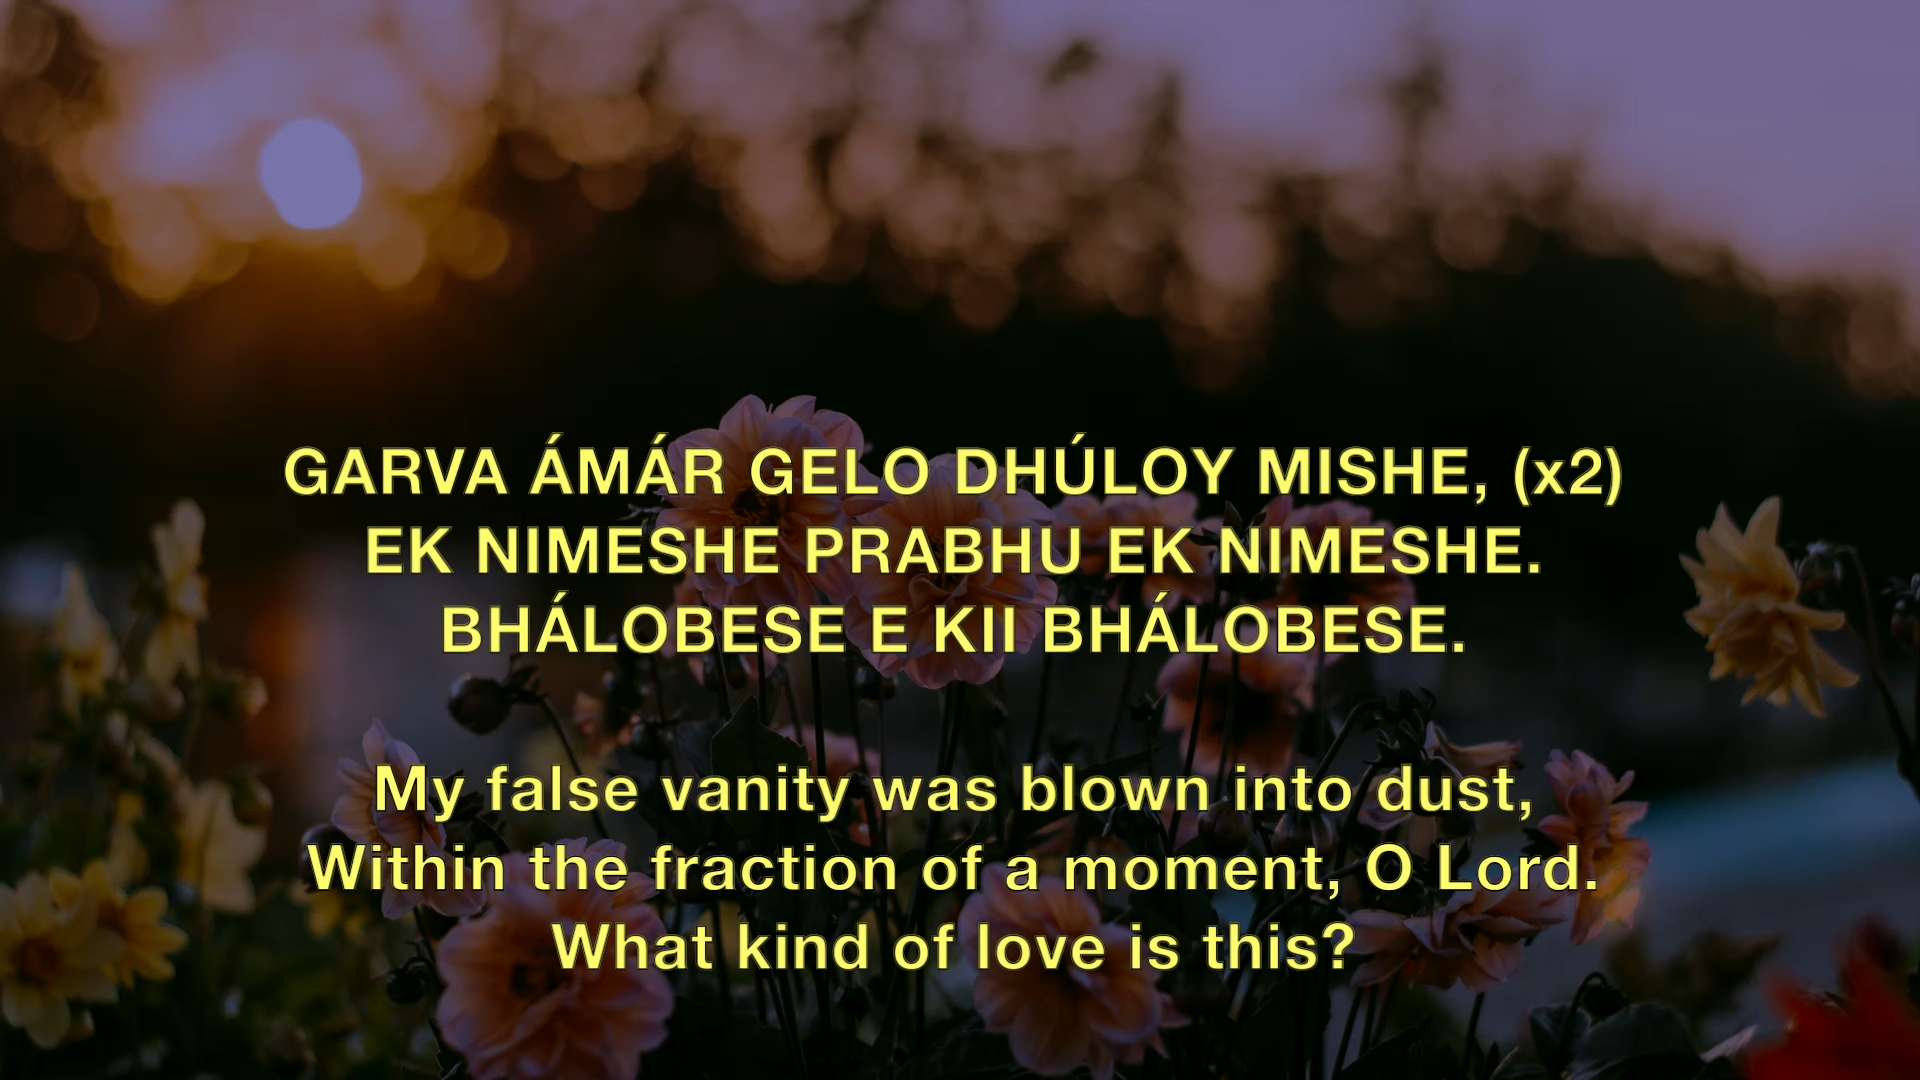 GARVA ÁMÁR GELO DHÚLOY MISHE, (x2)
EK NIMESHE PRABHU EK NIMESHE.
BHÁLOBESE E KII BHÁLOBESE.
My false vanity was blown into dust,
Within the fraction of a moment, O Lord.
What kind of love is this?